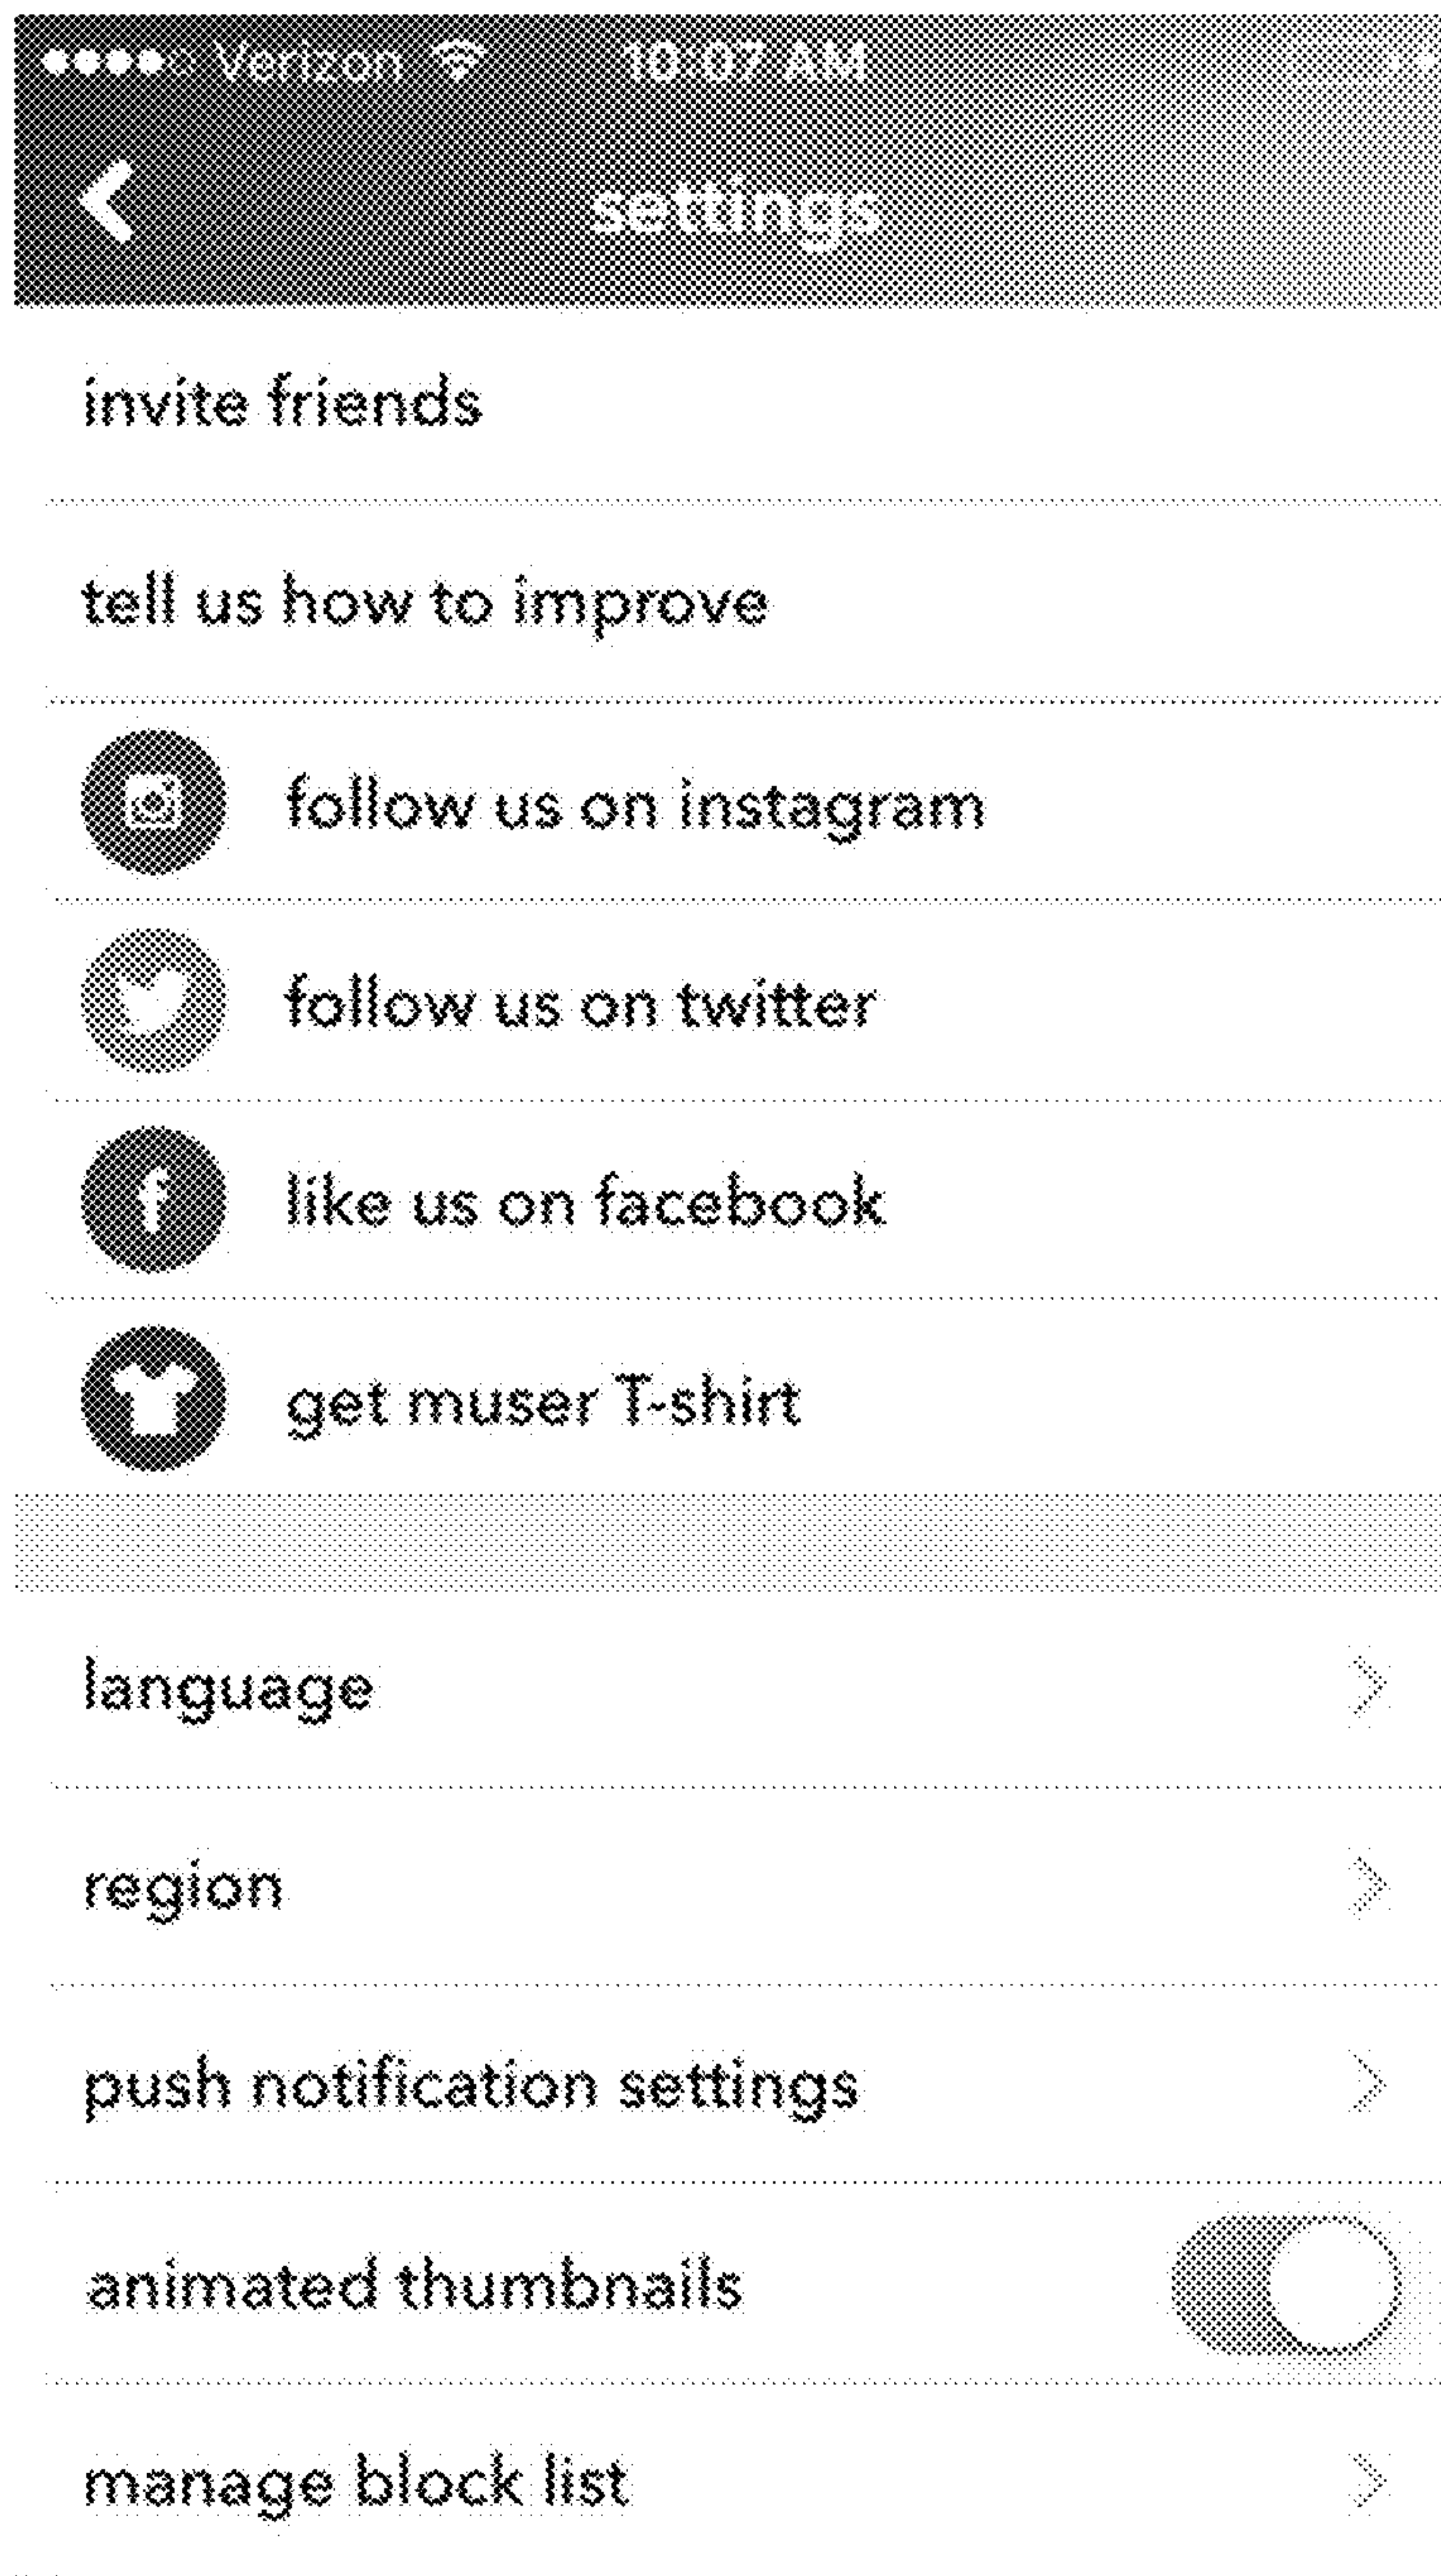 Verizon 10:07 AM
settings
invite friends
tell us how to improve
follow us on instagram
follow us on twitter
f like us on facebook
get muser T-shirt
language
region
push notification settings
animated thumbnails
manage block list